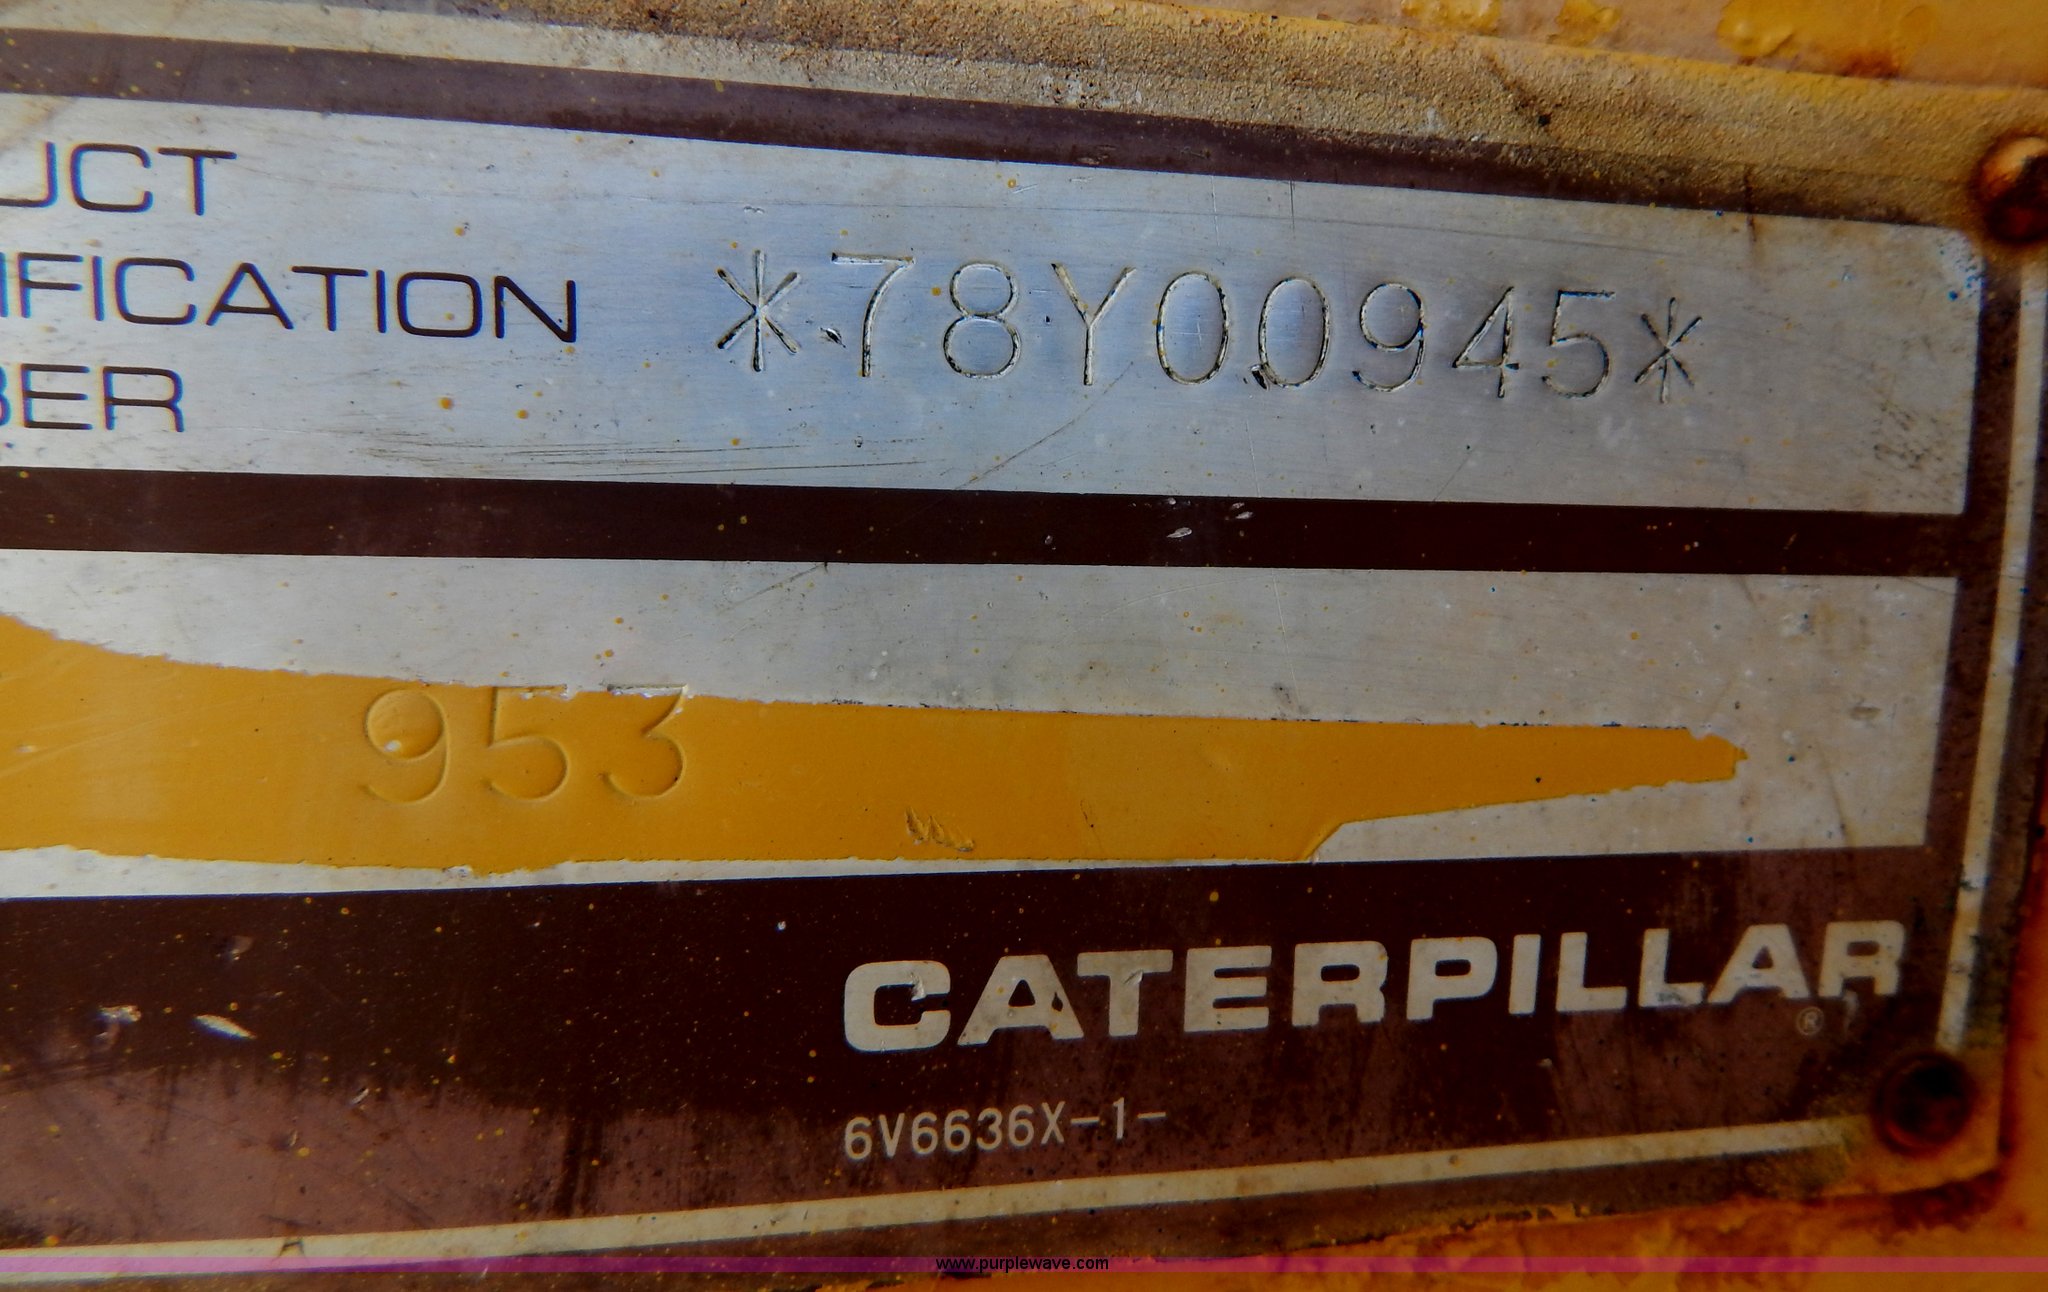 UCT
IFICATION *78Y00945*
BER
953
CATERPILLAR
®
6V6636X-1-
www.purplewave.com